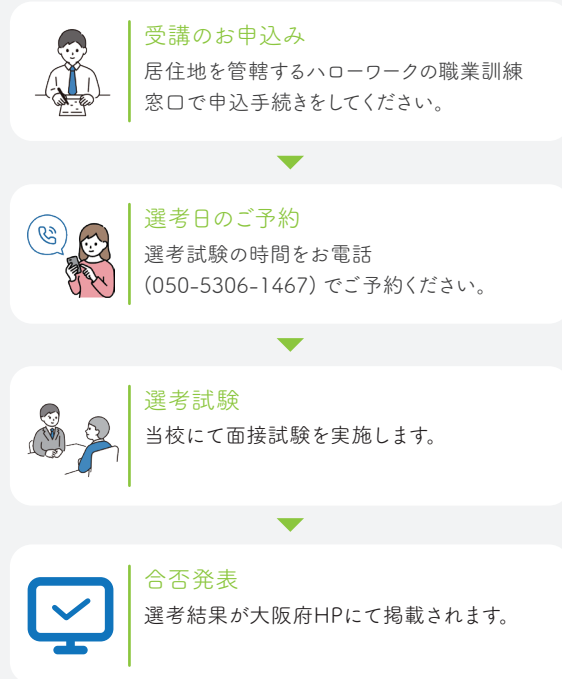 受講のお申込み
居住地を管轄するハローワークの職業訓練
窓口で申込手続きをしてください。
選考日のご予約
選考試験の時間をお電話
(050-5306-1467) でご予約ください。
選考試験
当校にて面接試験を実施します。
合否発表
選考結果が大阪府HPにて掲載されます。